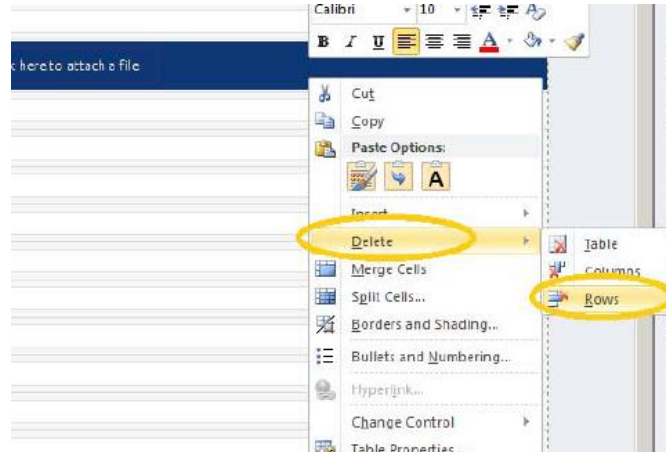 Calibri 10
B I U A
k here to attach a file
Cut
Copy
Paste Options:
A
Insert
Delete
Table
Merge Cells
Columns
Split Cells...
Rows
Borders and Shading...
Bullets and Numbering...
Hyperlink...
Change Control
Table Properties...